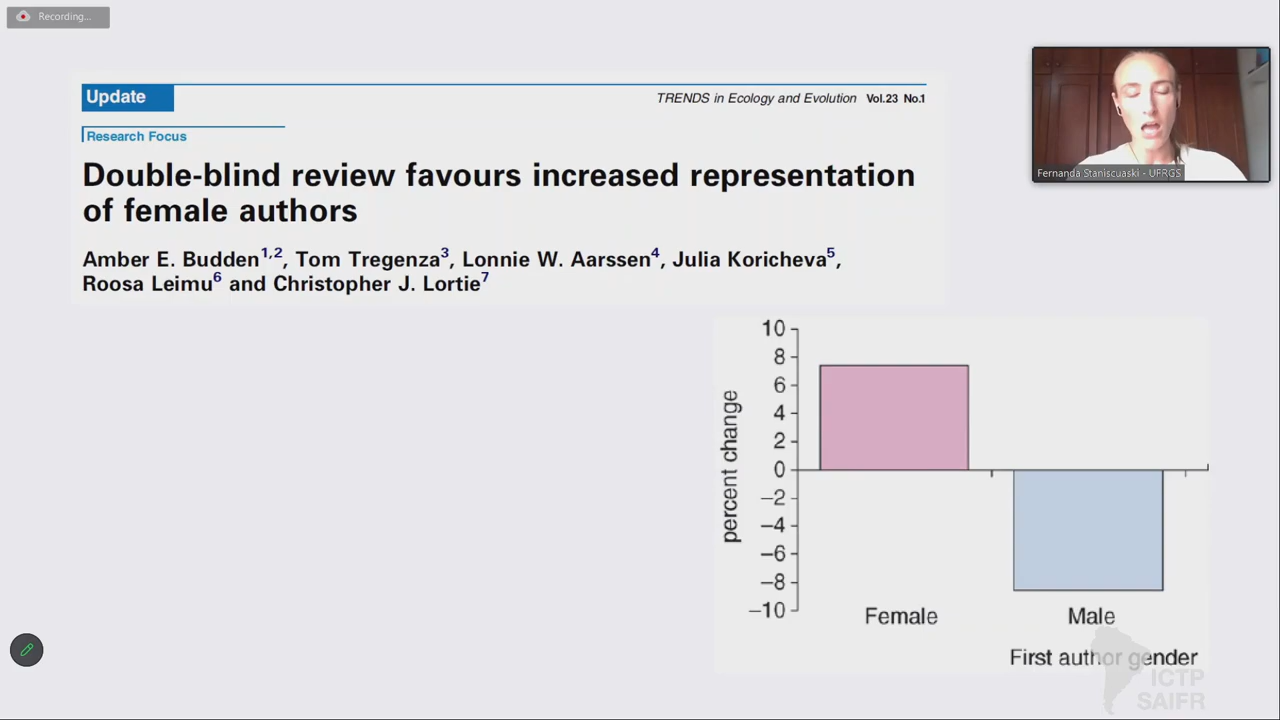 Recording...
Update
TRENDS in Ecology and Evolution Vol.23 No.1
Research Focus
Double-blind review favours increased representation
of female authors
Amber E. Budden1,2, Tom Tregenza3, Lonnie W. Aarssen4, Julia Koricheva5,
Roosa Leimu6 and Christopher J. Lortie7
Fernanda Staniscuaski - UFRGS
percent change
10
8
6
4
2
0
−2
−4
−6
−8
−10
Female Male
First author gender
ICTP
SAIFR